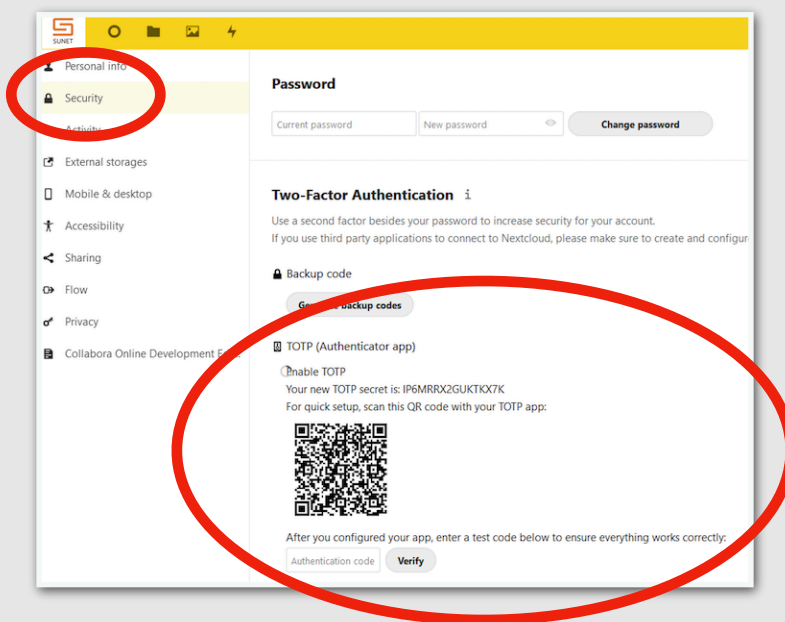 SUNET
Personal info
Security
Activity
External storages
Mobile & desktop
Accessibility
Sharing
Flow
Privacy
Collabora Online Development
Password
Current password
New password
Change password
Two-Factor Authentication i
Use a second factor besides your password to increase security for your account.
If you use third party applications to connect to Nextcloud, please make sure to create and configur
Backup code
backup codes
TOTP (Authenticator app)
Enable TOTP
Your new TOTP secret is: IP6MRRX2GUKTKX7K
For quick setup, scan this QR code with your TOTP app:
After you configured your app, enter a test code below to ensure everything works correctly:
Authentication code
Verify